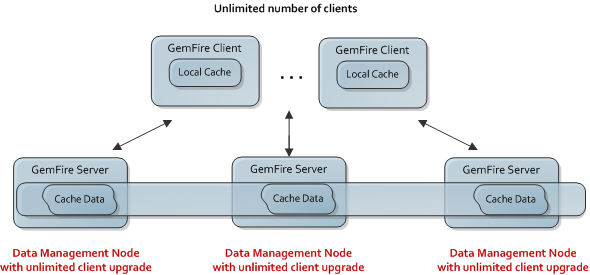 Unlimited number of clients
GemFire Client
GemFire Client
Local Cache
Local Cache
...
GemFire Server
GemFire Server
GemFire Server
Cache Data
Cache Data
Cache Data
Data Management Node
with unlimited client upgrade
Data Management Node
with unlimited client upgrade
Data Management Node
with unlimited client upgrade